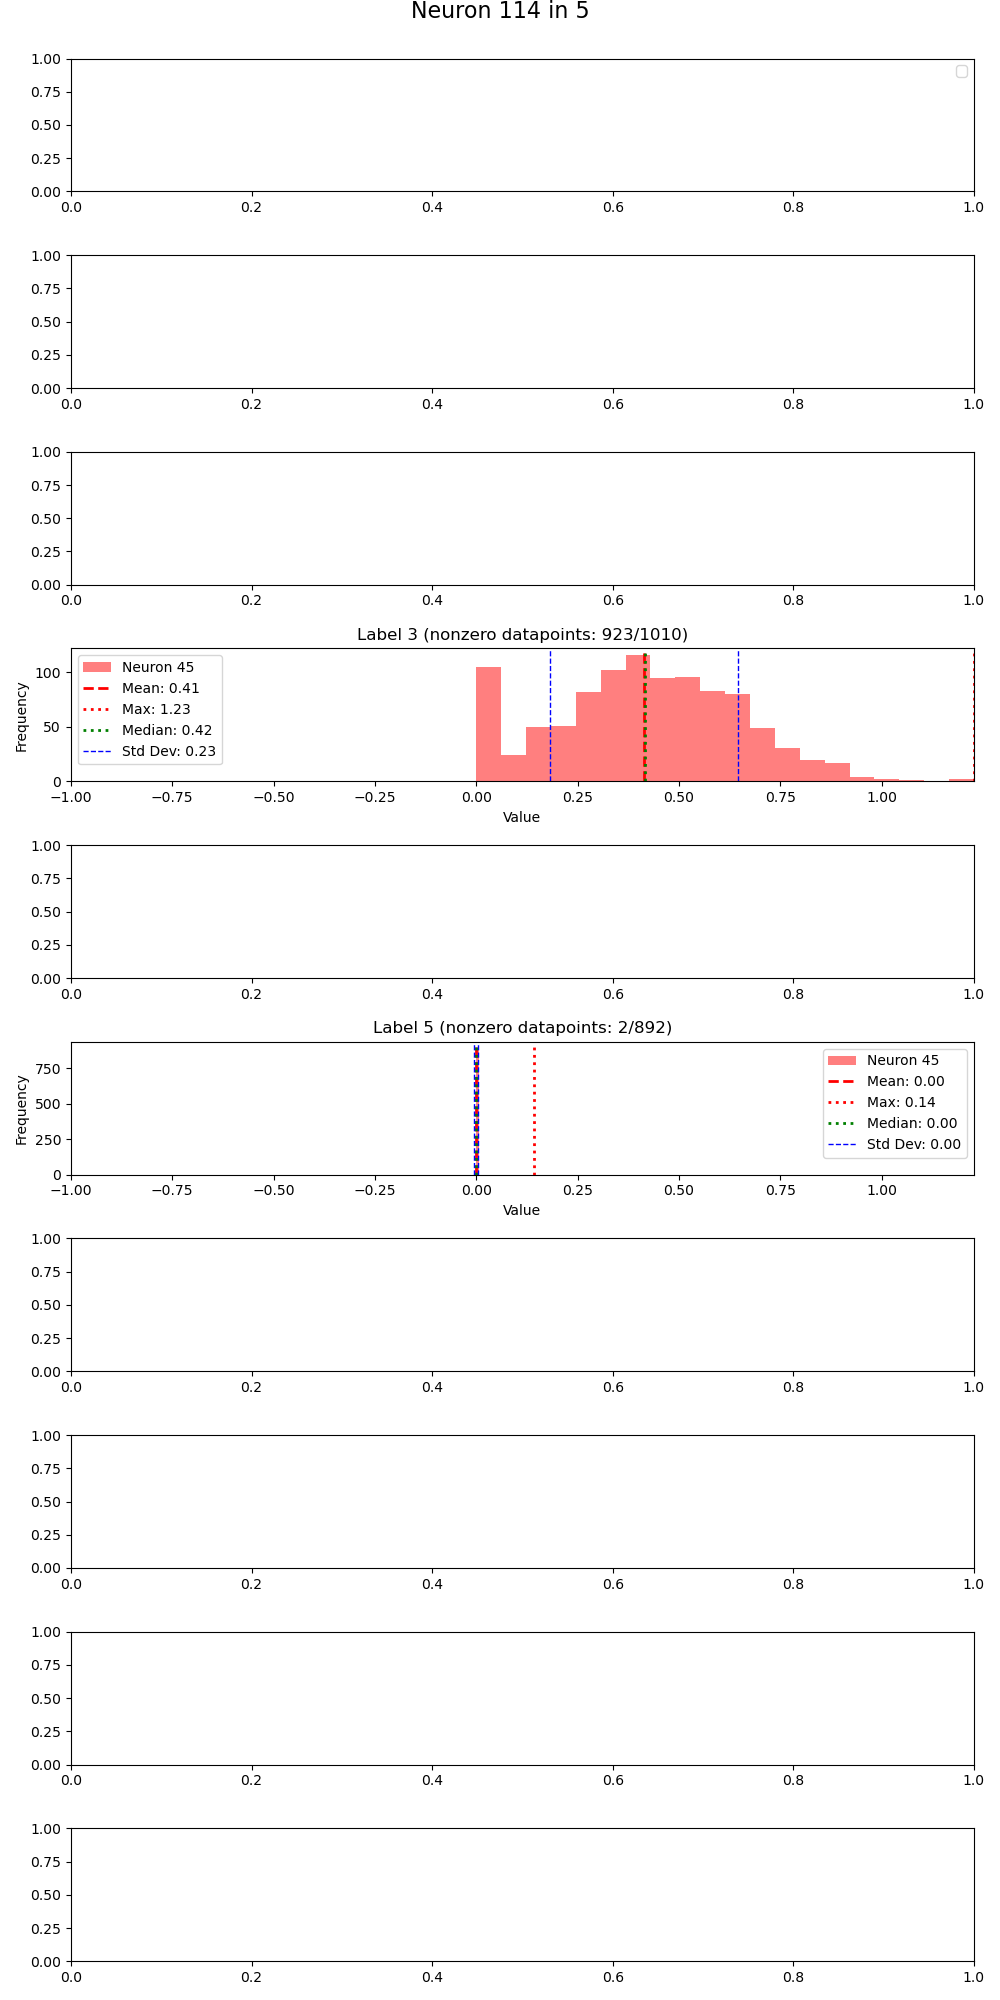 Neuron 114 in 5
1.00
0.75
0.50
0.25
0.00
0.0 0.2 0.4 0.6 0.8 1.0
1.00
0.75
0.50
0.25
0.00
0.0 0.2 0.4 0.6 0.8 1.0
1.00
0.75
0.50
0.25
0.00
0.0 0.2 0.4 0.6 0.8 1.0
Label 3 (nonzero datapoints: 923/1010)
Frequency
100
50
0
Neuron 45
Mean: 0.41
Max: 1.23
Median: 0.42
Std Dev: 0.23
−1.00 −0.75 −0.50 −0.25 0.00 0.25 0.50 0.75 1.00
Value
1.00
0.75
0.50
0.25
0.00
0.0 0.2 0.4 0.6 0.8 1.0
Label 5 (nonzero datapoints: 2/892)
Frequency
750
500
250
0
Neuron 45
Mean: 0.00
Max: 0.14
Median: 0.00
Std Dev: 0.00
−1.00 −0.75 −0.50 −0.25 0.00 0.25 0.50 0.75 1.00
Value
1.00
0.75
0.50
0.25
0.00
0.0 0.2 0.4 0.6 0.8 1.0
1.00
0.75
0.50
0.25
0.00
0.0 0.2 0.4 0.6 0.8 1.0
1.00
0.75
0.50
0.25
0.00
0.0 0.2 0.4 0.6 0.8 1.0
1.00
0.75
0.50
0.25
0.00
0.0 0.2 0.4 0.6 0.8 1.0